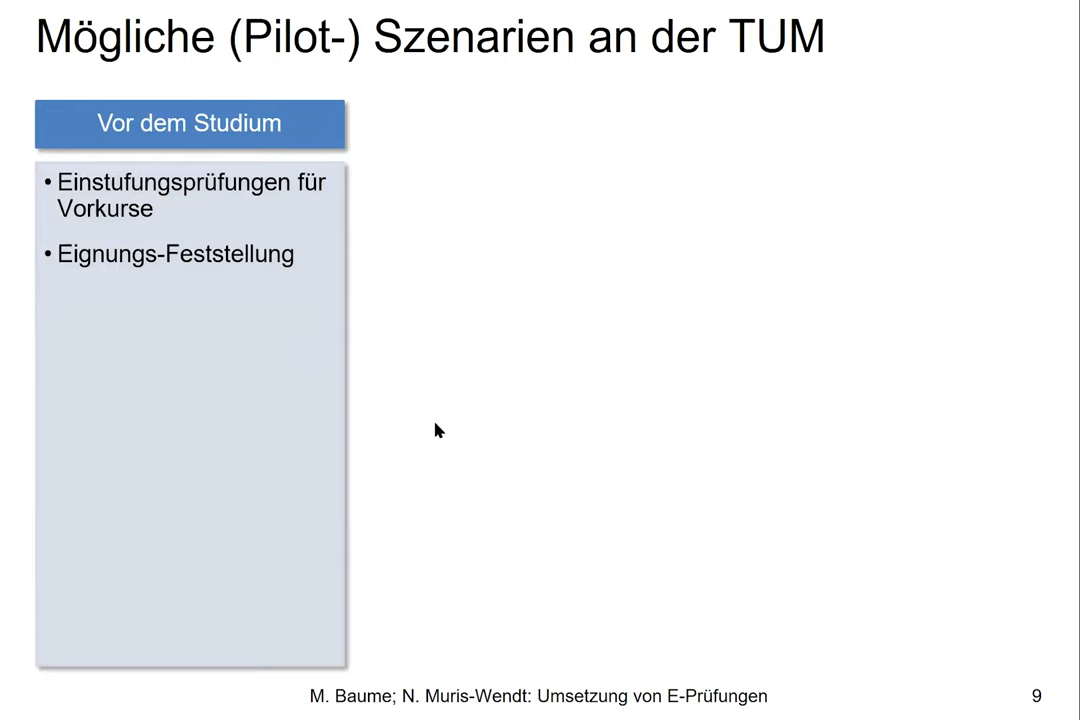 Mögliche (Pilot-) Szenarien an der TUM
Vor dem Studium
• Einstufungsprüfungen für
Vorkurse
• Eignungs-Feststellung
M. Baume; N. Muris-Wendt: Umsetzung von E-Prüfungen
9